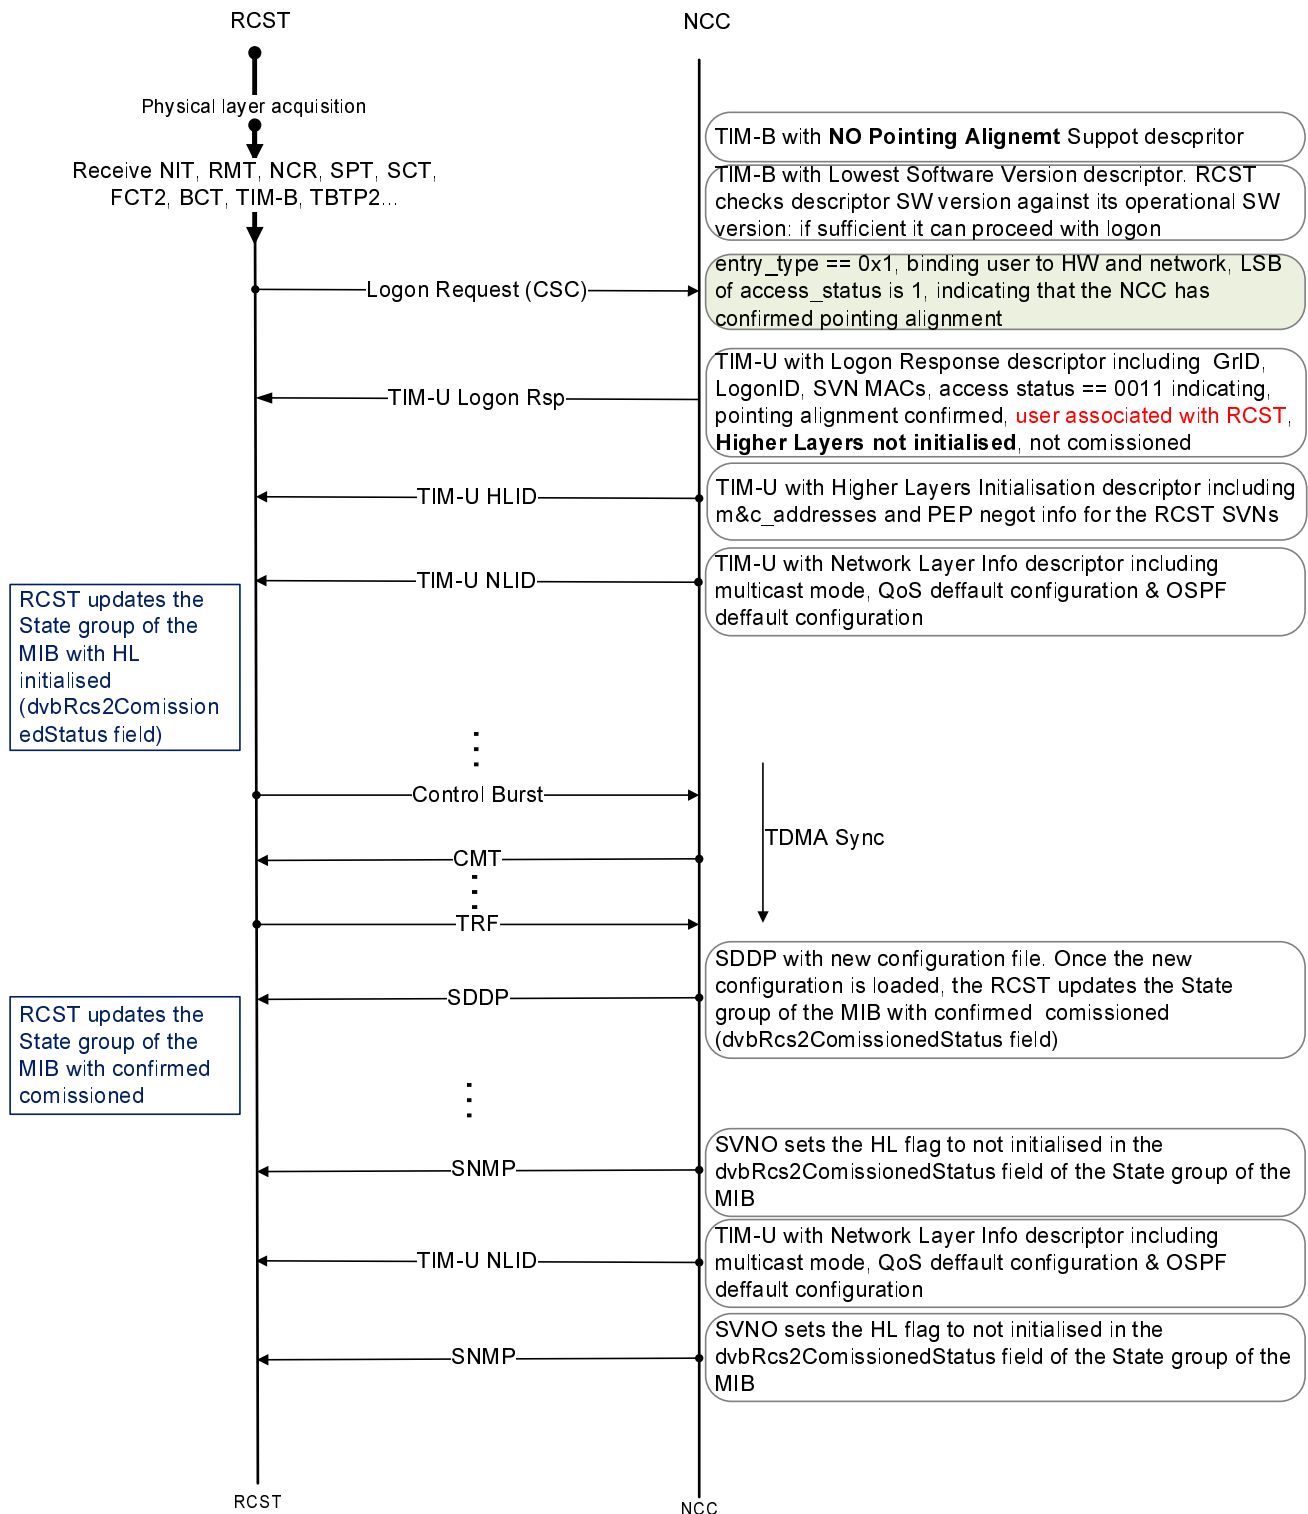 RCST
NCC
Physical layer acquisition
TIM-B with NO Pointing Alignemt Suppot descpritor
Receive NIT, RMT, NCR, SPT, SCT,
FCT2, BCT, TIM-B, TBTP2...
TIM-B with Lowest Software Version descriptor. RCST
checks descriptor SW version against its operational SW
version: if sufficient it can proceed with logon
Logon Request (CSC)
entry_type == 0x1, binding user to HW and network, LSB
of access_status is 1, indicating that the NCC has
confirmed pointing alignment
TIM-U Logon Rsp
TIM-U with Logon Response descriptor including GrID,
LogonID, SVN MACs, access status == 0011 indicating,
pointing alignment confirmed, user associated with RCST,
Higher Layers not initialised, not comissioned
TIM-U HLID
TIM-U with Higher Layers Initialisation descriptor including
m&c_addresses and PEP negot info for the RCST SVNs
TIM-U NLID
TIM-U with Network Layer Info descriptor including
multicast mode, QoS deffault configuration & OSPF
deffault configuration
RCST updates the
State group of the
MIB with HL
initialised
(dvbRcs2Comission
edStatus field)
Control Burst
TDMA Sync
CMT
TRF
SDDP
SDDP with new configuration file. Once the new
configuration is loaded, the RCST updates the State
group of the MIB with confirmed comissioned
(dvbRcs2ComissionedStatus field)
RCST updates the
State group of the
MIB with confirmed
comissioned
SNMP
SVNO sets the HL flag to not initialised in the
dvbRcs2ComissionedStatus field of the State group of the
MIB
TIM-U NLID
TIM-U with Network Layer Info descriptor including
multicast mode, QoS deffault configuration & OSPF
deffault configuration
SNMP
SVNO sets the HL flag to not initialised in the
dvbRcs2ComissionedStatus field of the State group of the
MIB
RCST
NCC